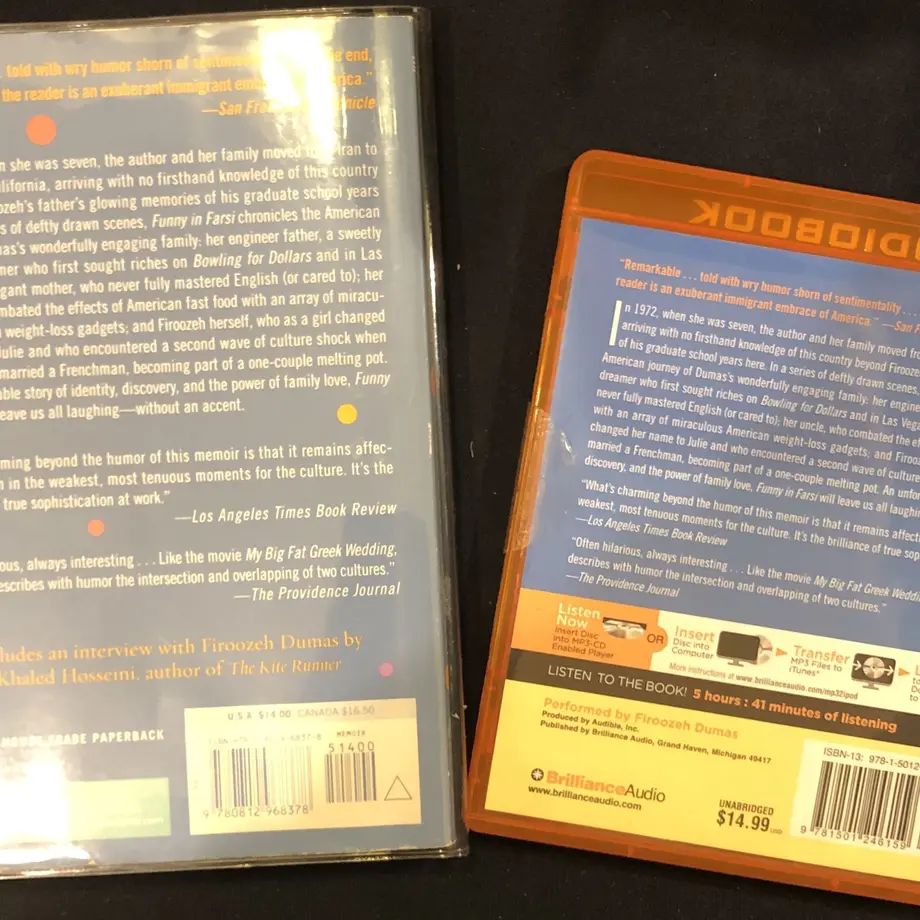 told with wry humor shorn of end,
the reader is an exuberant immigrant
—San
n she was seven, the author and her family moved Iran to
lifornia, arriving with no firsthand knowledge of this country
oozeh's father's glowing memories of his graduate school years
s of deftly drawn scenes, Funny in Farsi chronicles the American
nas's wonderfully engaging family: her engineer father, a sweetly
mer who first sought riches on Bowling for Dollars and in Las
gant mother, who never fully mastered English (or cared to); her
mbated the effects of American fast food with an array of miracu-
weight-loss gadgets; and Firoozeh herself, who as a girl changed
Julie and who encountered a second wave of culture shock when
married a Frenchman, becoming part of a one-couple melting pot.
ble story of identity, discovery, and the power of family love, Funny
eave us all laughing—without an accent.
ming beyond the humor of this memoir is that it remains affec-
n in the weakest, most tenuous moments for the culture. It's the
true sophistication at work."
—Los Angeles Times Book Review
ous, always interesting . . . Like the movie My Big Fat Greek Wedding,
escribes with humor the intersection and overlapping of two cultures."
—The Providence Journal
ludes an interview with Firoozeh Dumas by
Khaled Hosseini, author of The Kite Runner
U.S.A. $14.00 CANADA $16.50
MEMOIR
51400
TRADE PAPERBACK
9 780812 968378
DIOBOOK
"Remarkable . . . told with wry humor shorn of sentimentality . . .
reader is an exuberant immigrant embrace of America." —San
In 1972, when she was seven, the author and her family moved
arriving with no firsthand knowledge of this country beyond Firooze
of his graduate school years here. In a series of deftly drawn scenes,
American journey of Dumas's wonderfully engaging family: her engine
dreamer who first sought riches on Bowling for Dollars and in Las Vega
never fully mastered English (or cared to); her uncle, who combated the e
with an array of miraculous American weight-loss gadgets; and Firoo
changed her name to Julie and who encountered a second wave of culture
married a Frenchman, becoming part of a one-couple melting pot. An unfo
discovery, and the power of family love, Funny in Farsi will leave us all laugh
"What's charming beyond the humor of this memoir is that it remains affecti
weakest, most tenuous moments for the culture. It's the brilliance of true sop
—Los Angeles Times Book Review
"Often hilarious, always interesting . . . Like the movie My Big Fat Greek Weddin
describes with humor the intersection and overlapping of two cultures."
—The Providence Journal
Listen
Now
Insert Disc
into MP3-CD
Enabled Player
OR
Insert
Disc into
Computer
Transfer
MP3 Files to
iTunes*
More instructions at www.brillianceaudio.com/mp32ipod
LISTEN TO THE BOOK! 5 hours : 41 minutes of listening
Performed by Firoozeh Dumas
Produced by Audible, Inc.
Published by Brilliance Audio, Grand Haven, Michigan 49417
BrillianceAudio
www.brillianceaudio.com
UNABRIDGED
$14.99 USD
ISBN-13: 978-1-5012
9 781501 246159